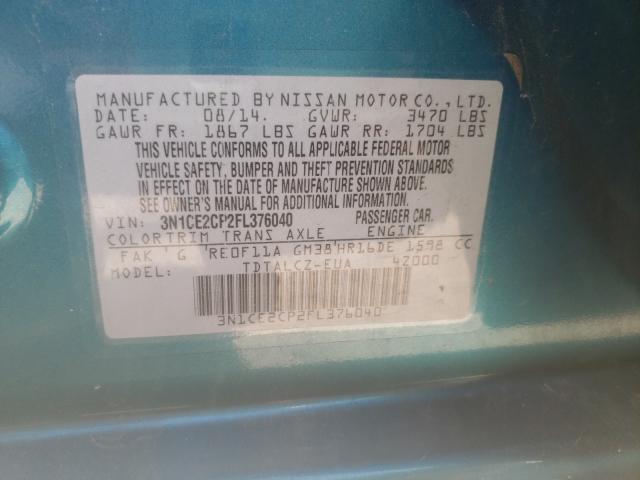 MANUFACTURED BY NISSAN MOTOR CO., LTD.
DATE: 08/14. GVWR: 3470 LBS
GAWR FR: 1867 LBS GAWR RR: 1704 LBS
THIS VEHICLE CONFORMS TO ALL APPLICABLE FEDERAL MOTOR
VEHICLE SAFETY, BUMPER AND THEFT PREVENTION STANDARDS
IN EFFECT ON THE DATE OF MANUFACTURE SHOWN ABOVE.
SEE OWNER'S MANUAL FOR ADDITIONAL INFORMATION.
VIN: 3N1CE2CP2FL376040 PASSENGER CAR.
COLOR TRIM TRANS AXLE ENGINE
FAK ' G 'RE0F11A GM38'HR16DE 1598 CC
MODEL: TDTALCZ-EUA 4Z000
3N1CE2CP2FL376040